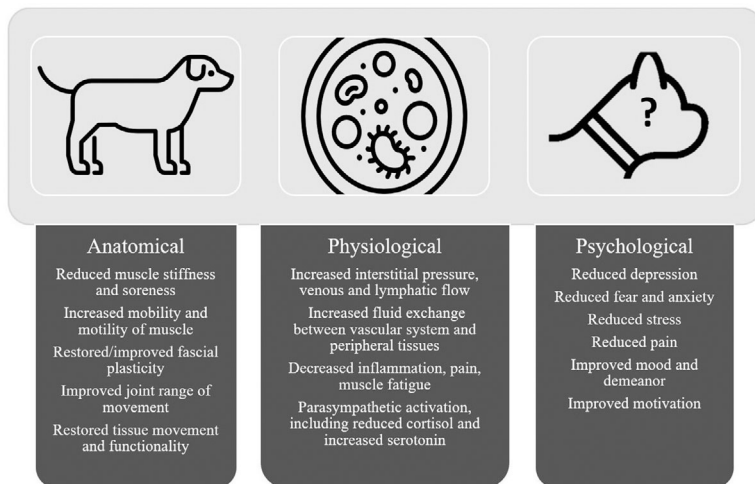 ?
Anatomical
Reduced muscle stiffness
and soreness
Increased mobility and
motility of muscle
Restored/improved fascial
plasticity
Improved joint range of
movement
Restored tissue movement
and functionality
Physiological
Increased interstitial pressure,
venous and lymphatic flow
Increased fluid exchange
between vascular system and
peripheral tissues
Decreased inflammation, pain,
muscle fatigue
Parasympathetic activation,
including reduced cortisol and
increased serotonin
Psychological
Reduced depression
Reduced fear and anxiety
Reduced stress
Reduced pain
Improved mood and
demeanor
Improved motivation